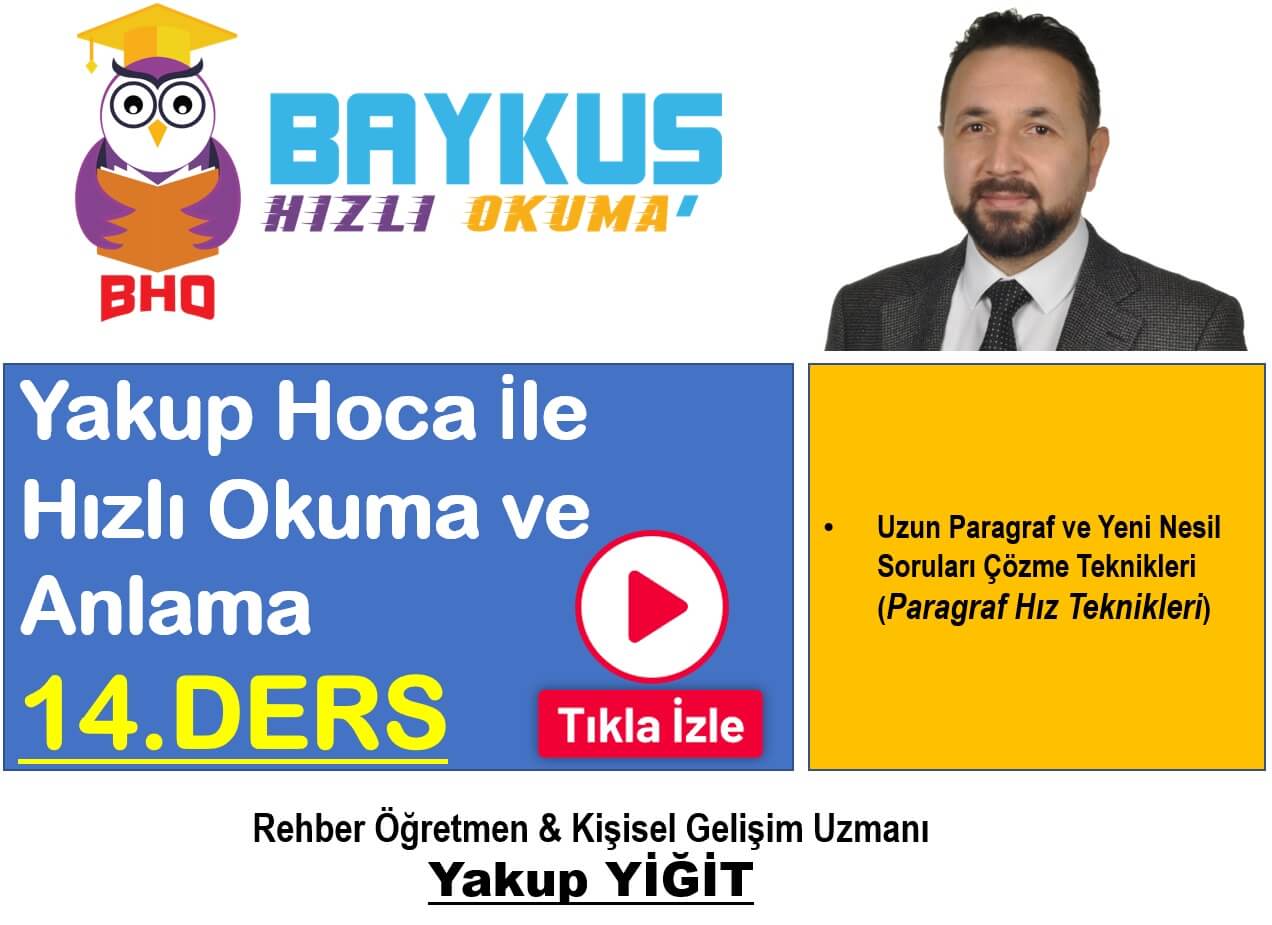 BAYKUS
HIZLI OKUMA'
BHO
Yakup Hoca İle
Hızlı Okuma ve
Anlama
14.DERS
Tıkla İzle
• Uzun Paragraf ve Yeni Nesil
Soruları Çözme Teknikleri
(Paragraf Hız Teknikleri)
Rehber Öğretmen & Kişisel Gelişim Uzmanı
Yakup YİĞİT